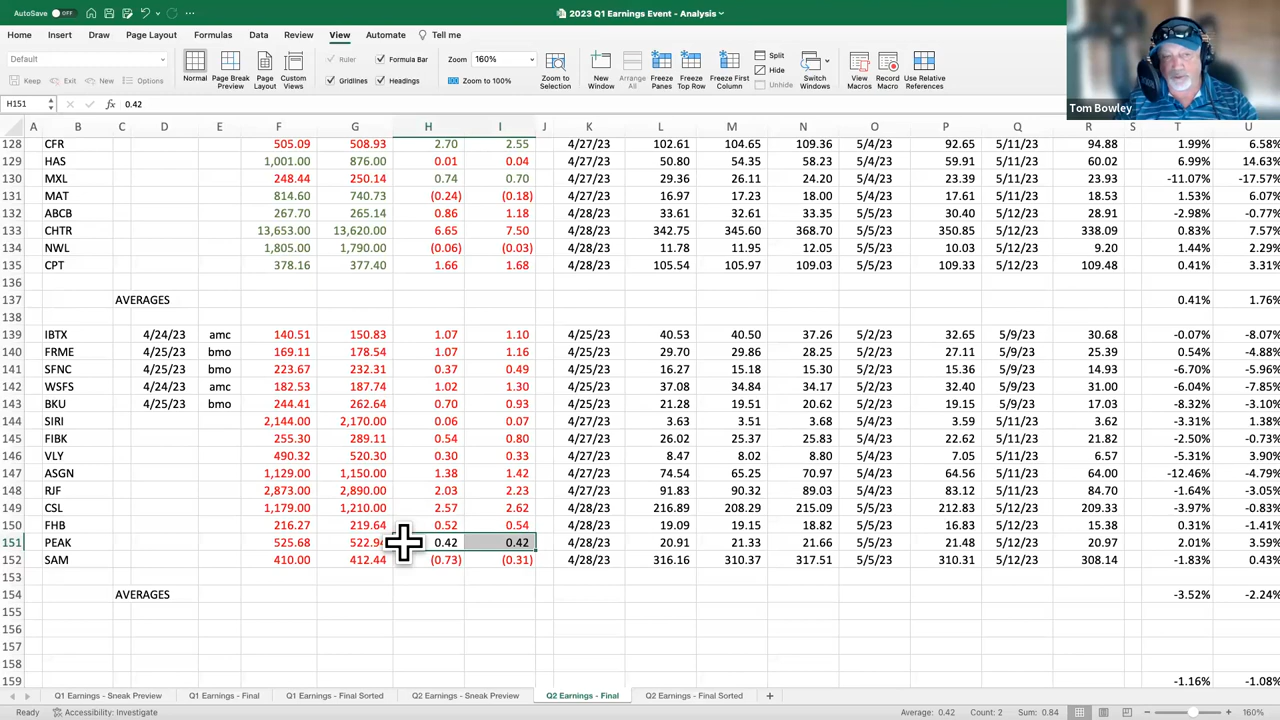 AutoSave OFF 2023 Q1 Earnings Event - Analysis
Home Insert Draw Page Layout Formulas Data Review View Automate Tell me
Default
Keep Exit New Options
Normal Page Break Preview Page Layout Custom Views
Ruler Formula Bar
Gridlines Headings
Zoom 160%
Zoom to 100%
Zoom to Selection
New Window Arrange All Freeze Panes Freeze Top Row Freeze First Column
Split
Hide
Unhide
Switch Windows View Macros Record Macro Use Relative References
Tom Bowley
H151 fx 0.42
A B C D E F G H I J K L M N O P Q R S T U
128 CFR 505.09 508.93 2.70 2.55 4/27/23 102.61 104.86 109.36 5/4/23 92.65 5/11/23 94.88 1.99% 6.58%
129 HAS 1,001.00 876.00 0.01 0.04 4/27/23 50.80 54.35 58.23 5/4/23 59.91 5/11/23 60.02 6.99% 14.63%
130 MXL 248.44 250.14 0.74 0.70 4/27/23 29.36 26.11 24.20 5/4/23 23.39 5/11/23 23.93 -11.07% -17.57%
131 MAT 814.60 740.73 (0.24) (0.18) 4/27/23 16.97 17.23 18.00 5/4/23 17.61 5/11/23 18.53 1.53% 6.07%
132 ABCB 267.70 265.14 0.86 1.18 4/28/23 33.61 32.61 33.35 5/5/23 30.40 5/12/23 28.91 -2.98% -0.77%
133 CHTR 13,653.00 13,620.00 6.65 7.50 4/28/23 342.75 345.60 368.70 5/5/23 350.85 5/12/23 338.09 0.83% 7.57%
134 NWL 1,805.00 1,790.00 (0.06) (0.03) 4/28/23 11.78 11.95 12.05 5/5/23 10.03 5/12/23 9.20 1.44% 2.29%
135 CPT 378.16 377.40 1.66 1.68 4/28/23 105.54 105.97 109.03 5/5/23 109.33 5/12/23 109.48 0.41% 3.31%
136
137 AVERAGES 0.41% 1.76%
138
139 IBTX 4/24/23 amc 140.51 150.83 1.07 1.10 4/25/23 40.53 40.50 37.26 5/2/23 32.65 5/9/23 30.68 -0.07% -8.07%
140 FRME 4/25/23 bmo 169.11 178.54 1.07 1.16 4/25/23 29.70 29.86 28.25 5/2/23 27.11 5/9/23 25.39 0.54% -4.88%
141 SFNC 4/25/23 bmo 223.67 232.31 0.37 0.49 4/25/23 16.27 15.18 15.30 5/2/23 15.36 5/9/23 14.93 -6.70% -5.96%
142 WSFS 4/24/23 amc 182.53 187.74 1.02 1.30 4/25/23 37.08 34.84 34.17 5/2/23 32.40 5/9/23 31.00 -6.04% -7.85%
143 BKU 4/25/23 bmo 244.41 262.64 0.70 0.93 4/25/23 21.28 19.51 20.62 5/2/23 19.15 5/9/23 17.03 -8.32% -3.10%
144 SIRI 2,144.00 2,170.00 0.06 0.07 4/27/23 3.63 3.51 3.68 5/4/23 3.59 5/11/23 3.62 -3.31% 1.38%
145 FIBK 255.30 289.11 0.54 0.80 4/27/23 26.02 25.37 25.83 5/4/23 22.62 5/11/23 21.82 -2.50% -0.73%
146 VLY 490.32 520.30 0.30 0.33 4/27/23 8.47 8.02 8.80 5/4/23 7.05 5/11/23 6.57 -5.31% 3.90%
147 ASGN 1,129.00 1,150.00 1.38 1.42 4/27/23 74.54 65.25 70.97 5/4/23 64.56 5/11/23 64.00 -12.46% -4.79%
148 RJF 2,873.00 2,890.00 2.03 2.23 4/27/23 91.83 90.32 89.03 5/4/23 83.12 5/11/23 84.70 -1.64% -3.05%
149 CSL 1,179.00 1,210.00 2.57 2.62 4/28/23 216.89 208.29 215.08 5/5/23 212.83 5/12/23 212.41 -3.97% -0.83%
150 FHB 216.27 219.64 0.52 0.54 4/28/23 19.09 19.15 18.82 5/5/23 16.83 5/12/23 15.38 0.31% -1.41%
151 PEAK 525.68 0.42 0.42 4/28/23 20.91 21.33 21.66 5/5/23 21.48 5/12/23 20.97 2.01% 3.59%
152 SAM 410.00 412.44 (0.73) (0.31) 4/28/23 316.16 310.37 317.51 5/5/23 310.31 5/12/23 308.14 -1.83% 0.43%
153
154 AVERAGES -3.52% -2.24%
155
156
157
158
159 -1.16% -1.08%
Q1 Earnings - Sneak Preview Q1 Earnings - Final Q1 Earnings - Final Sorted Q2 Earnings - Sneak Preview Q2 Earnings - Final Q2 Earnings - Final Sorted +
Ready Accessibility: Investigate Average: 0.42 Count: 2 Sum: 0.84 160%